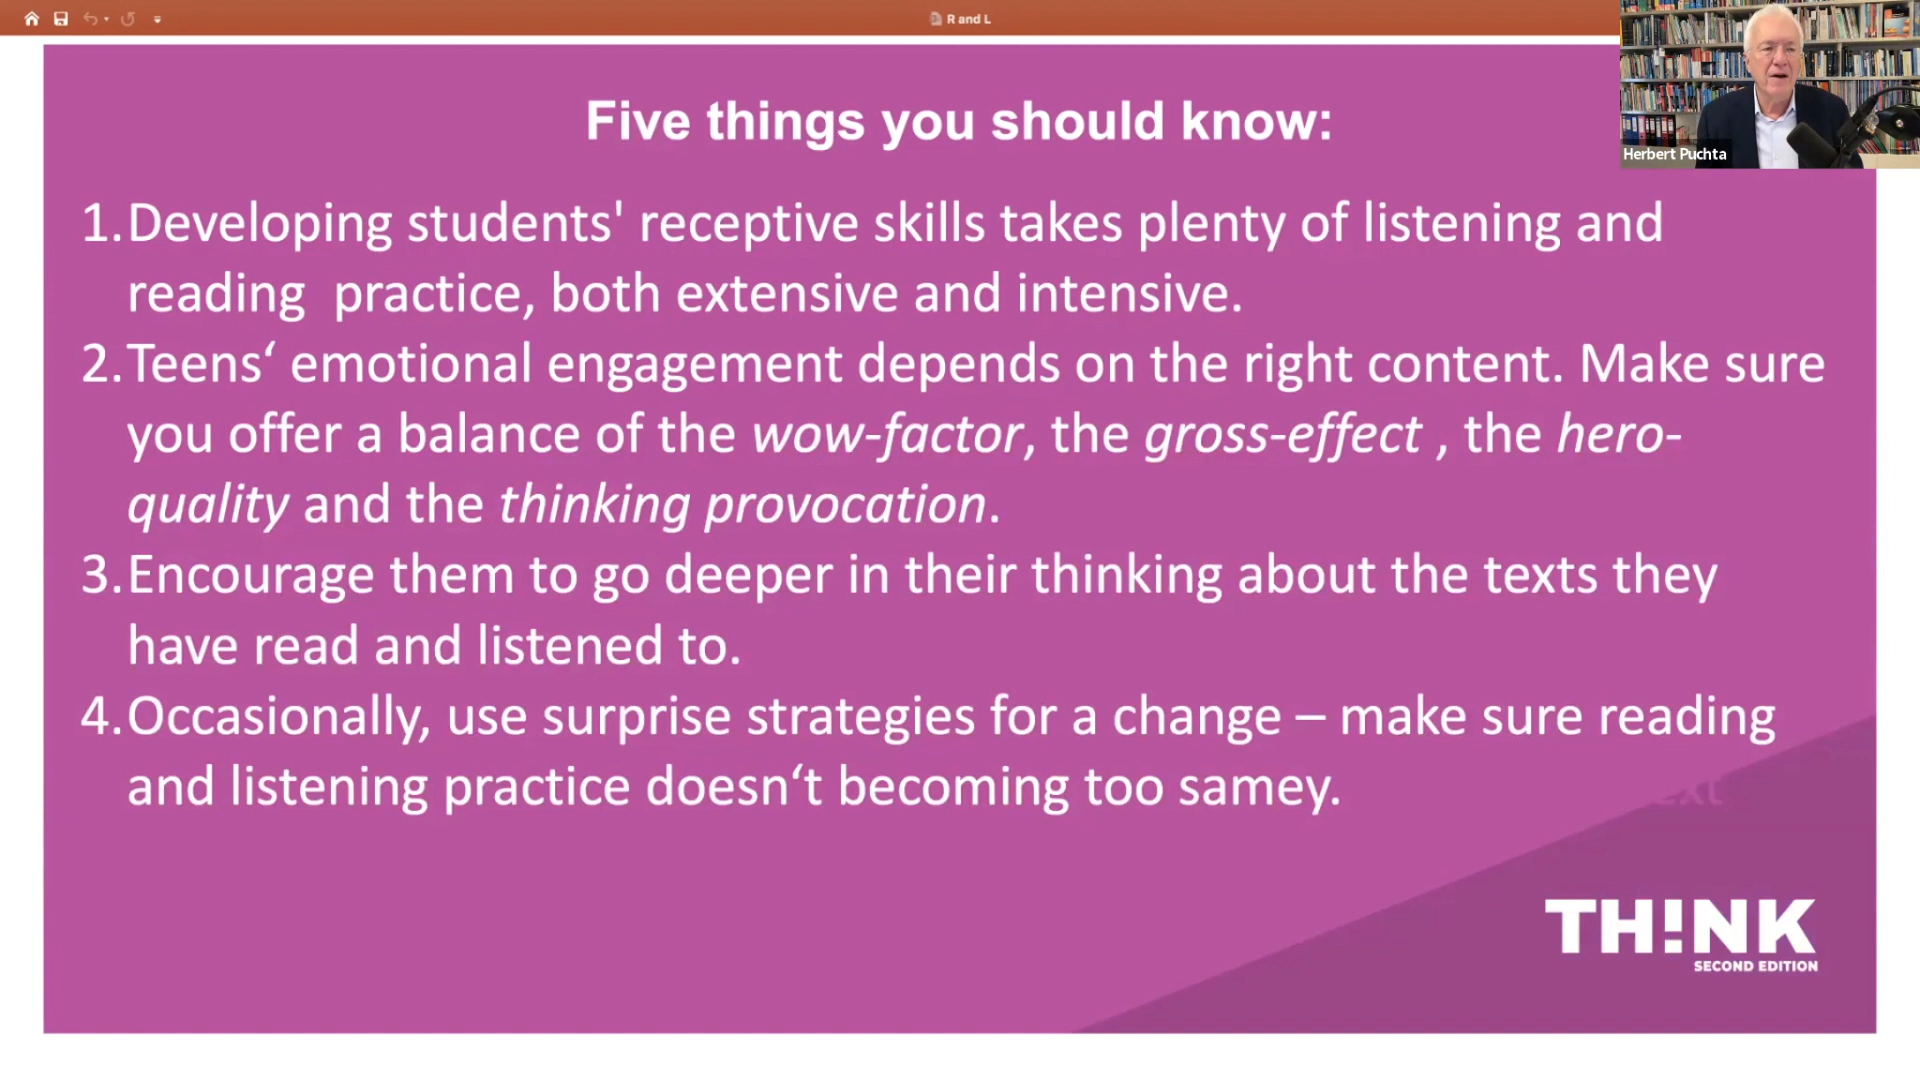 R and L
Herbert Puchta
Five things you should know:
1.Developing students' receptive skills takes plenty of listening and
reading  practice, both extensive and intensive.
2.Teens‘ emotional engagement depends on the right content. Make sure
you offer a balance of the wow-factor, the gross-effect , the hero-
quality and the thinking provocation.
3.Encourage them to go deeper in their thinking about the texts they
have read and listened to.
4.Occasionally, use surprise strategies for a change – make sure reading
and listening practice doesn‘t becoming too samey.
TH!NK
SECOND EDITION